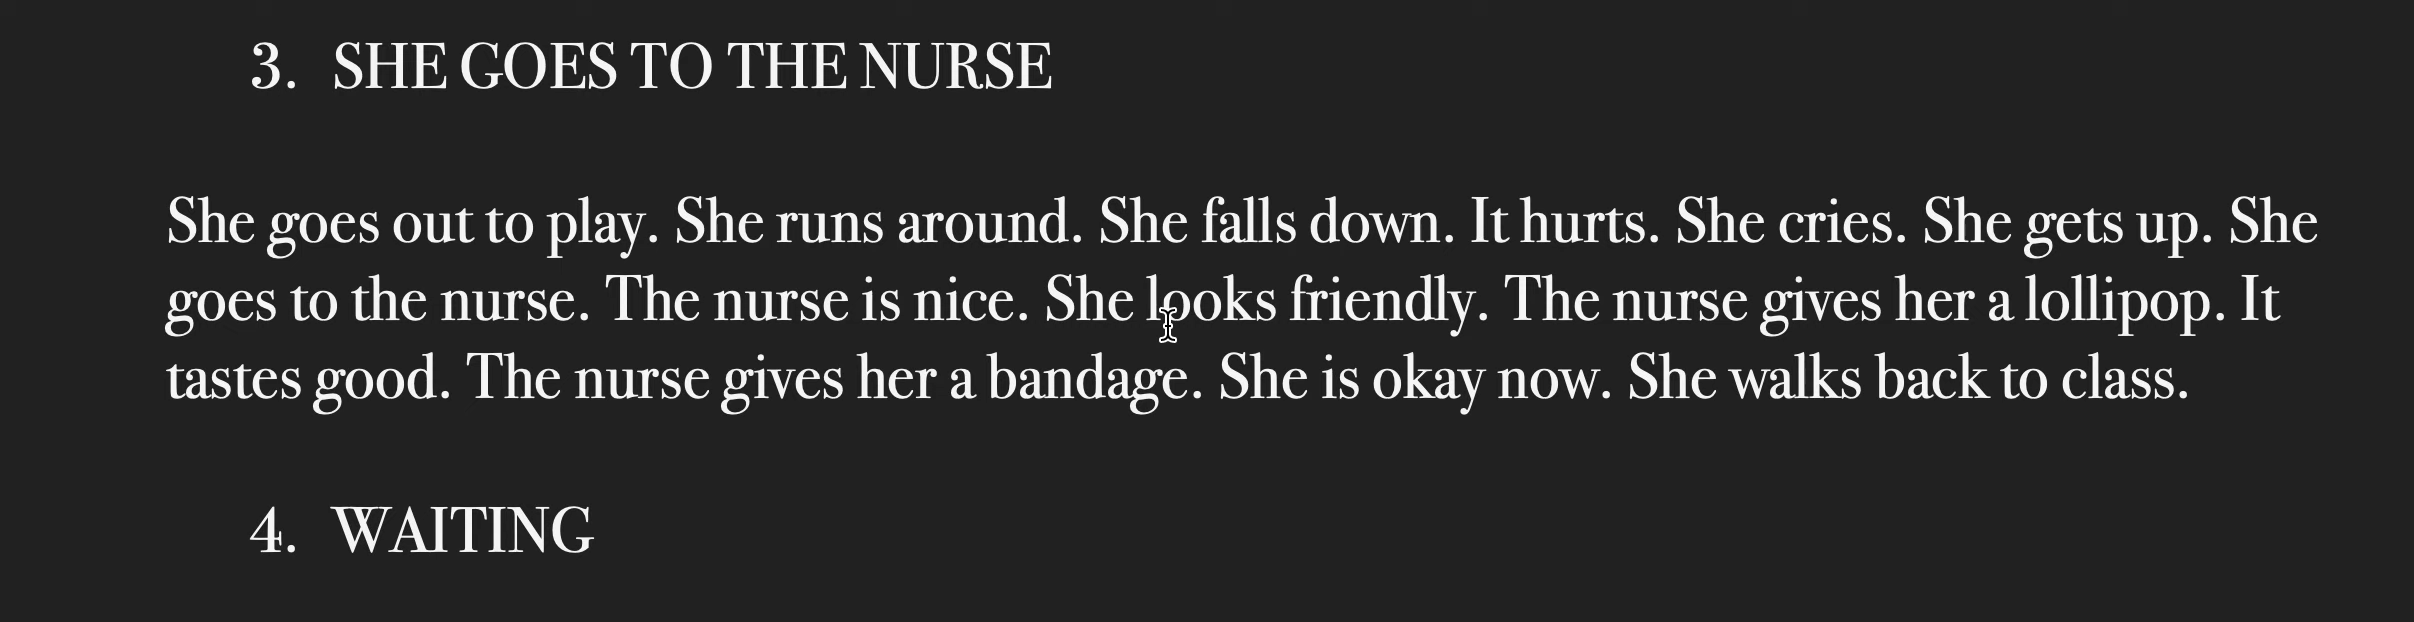 3. SHE GOES TO THE NURSE
She goes out to play. She runs around. She falls down. It hurts. She cries. She gets up. She
goes to the nurse. The nurse is nice. She looks friendly. The nurse gives her a lollipop. It
tastes good. The nurse gives her a bandage. She is okay now. She walks back to class.
4. WAITING